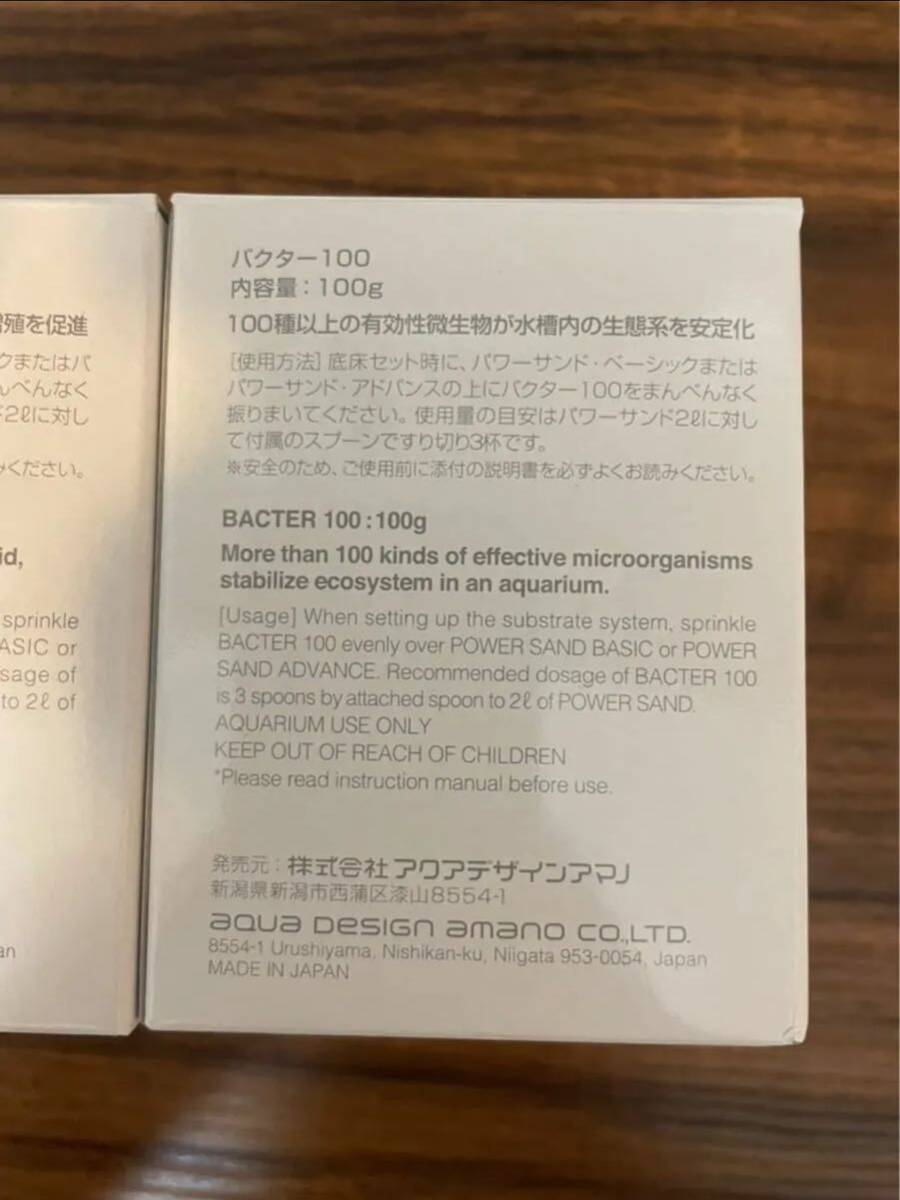 殖を促進
クまたはパ
んべんなく
2ℓに対し
ください。
id,
sprinkle
ASIC or
sage of
to 2ℓ of
an
バクター100
内容量：100g
100種以上の有効性微生物が水槽内の生態系を安定化
［使用方法］底床セット時に、パワーサンド・ベーシックまたは
パワーサンド・アドバンスの上にバクター100をまんべんなく
振りまいてください。使用量の目安はパワーサンド2ℓに対し
て付属のスプーンですり切り3杯です。
※安全のため、ご使用前に添付の説明書を必ずよくお読みください。
BACTER 100 : 100g
More than 100 kinds of effective microorganisms
stabilize ecosystem in an aquarium.
[Usage] When setting up the substrate system, sprinkle
BACTER 100 evenly over POWER SAND BASIC or POWER
SAND ADVANCE. Recommended dosage of BACTER 100
is 3 spoons by attached spoon to 2ℓ of POWER SAND.
AQUARIUM USE ONLY
KEEP OUT OF REACH OF CHILDREN
*Please read instruction manual before use.
発売元：株式会社アクアデザインアマノ
新潟県新潟市西蒲区漆山8554-1
AQUA DESIGN AMANO CO.,LTD.
8554-1 Urushiyama, Nishikan-ku, Niigata 953-0054, Japan
MADE IN JAPAN